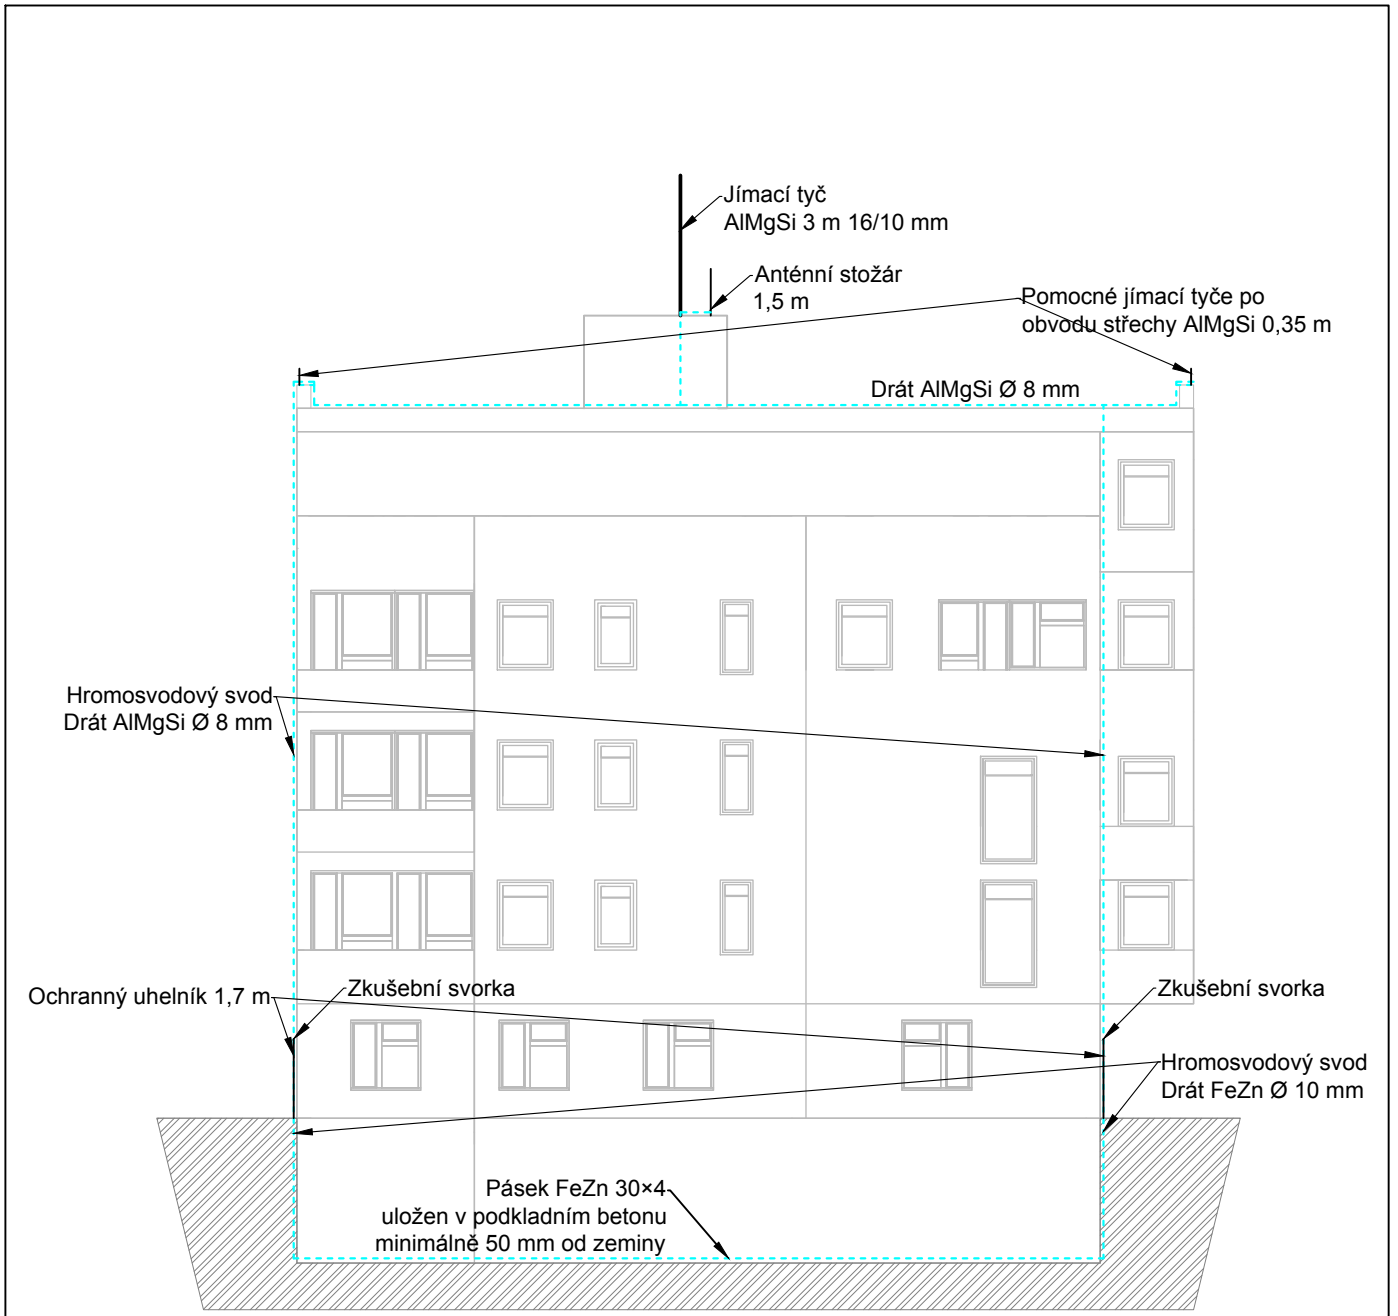 Jímací tyč
AlMgSi 3 m 16/10 mm
Anténní stožár
1,5 m
Pomocné jímací tyče po
obvodu střechy AlMgSi 0,35 m
Drát AlMgSi Ø 8 mm
Hromosvodový svod
Drát AlMgSi Ø 8 mm
Ochranný uhelník 1,7 m
Zkušební svorka
Zkušební svorka
Hromosvodový svod
Drát FeZn Ø 10 mm
Pásek FeZn 30×4
uložen v podkladním betonu
minimálně 50 mm od zeminy